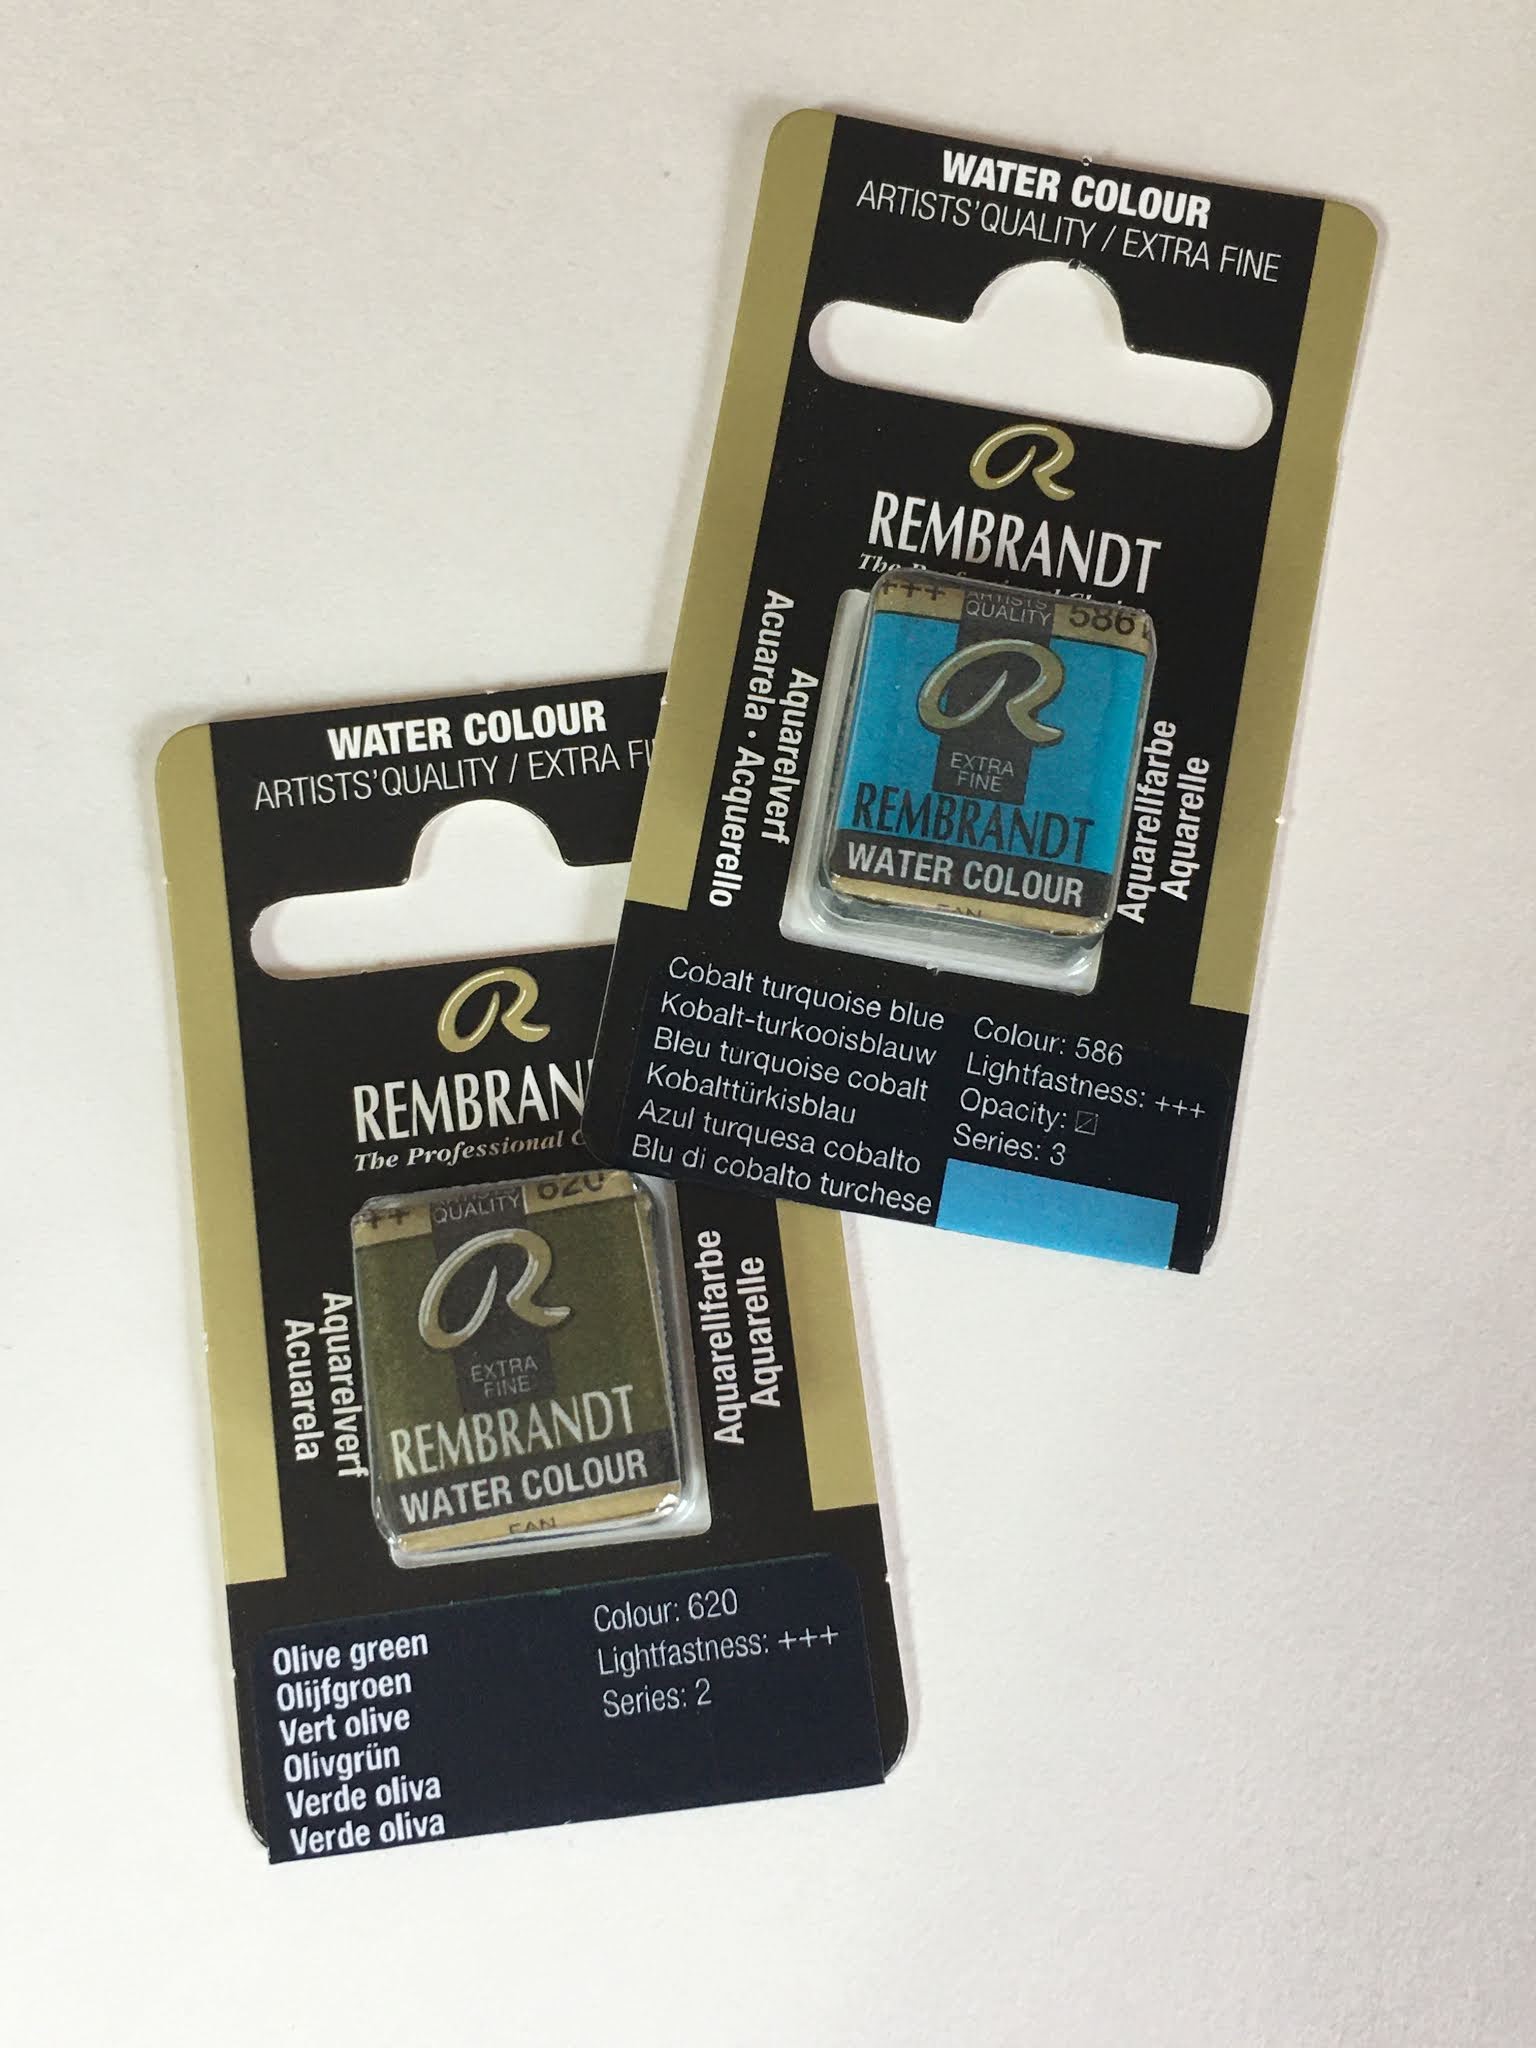 WATER COLOUR
ARTISTS' QUALITY / EXTRA FINE
R
REMBRANDT
The
+++ ARTISTS 586
QUALITY
R
EXTRA
FINE
REMBRANDT
WATER COLOUR
Aquarelverf
Acuarela • Acquerello
Aquarellfarbe
Aquarelle
Cobalt turquoise blue
Kobalt-turkooisblauw
Bleu turquoise cobalt
Kobalttürkisblau
Azul turquesa cobalto
Blu di cobalto turchese
Colour: 586
Lightfastness: +++
Opacity:
Series: 3
WATER COLOUR
ARTISTS' QUALITY / EXTRA
R
REMBRAN
The Professional
++ 620
QUALITY
R
EXTRA
FINE
REMBRANDT
WATER COLOUR
Aquarelverf
Acuarela
Aquarellfarbe
Aquarelle
Olive green
Olijfgroen
Vert olive
Olivgrün
Verde oliva
Verde oliva
Colour: 620
Lightfastness: +++
Series: 2